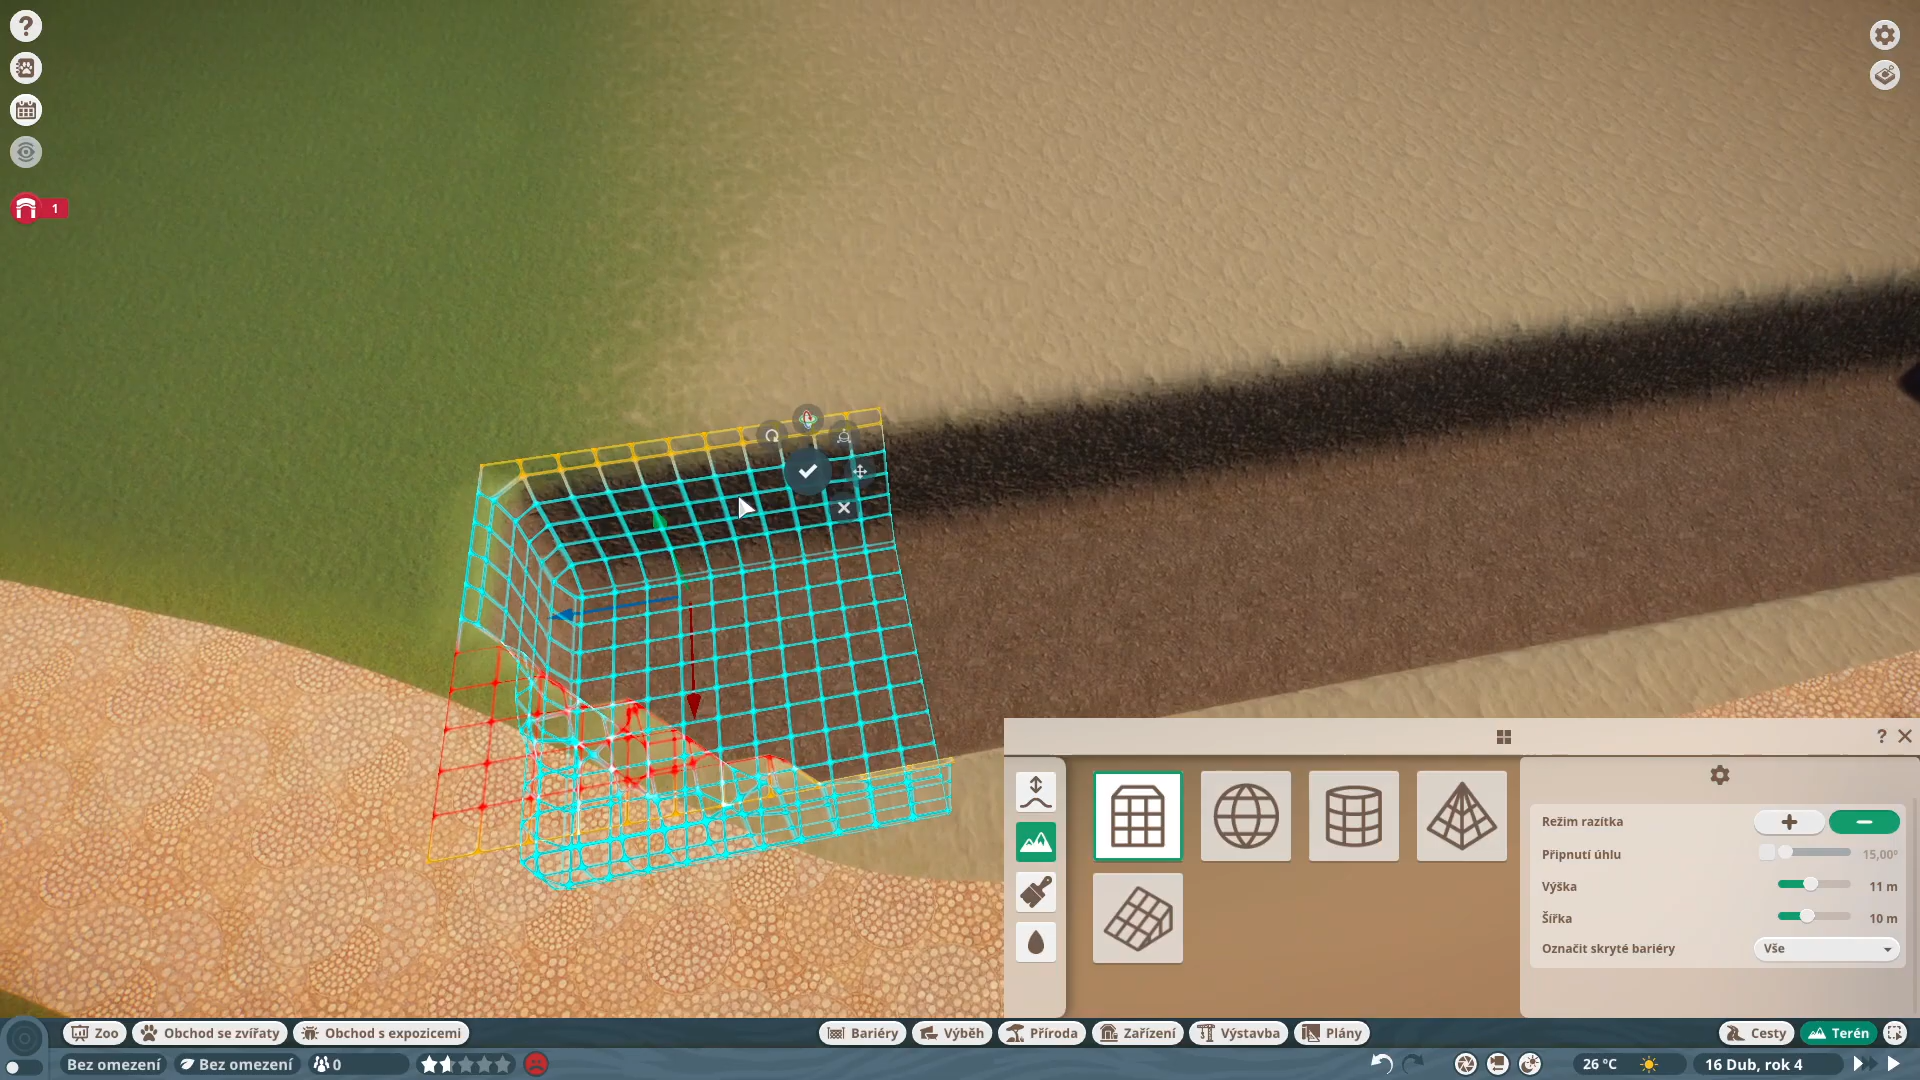 ?
1
?
Režim razítka
Připnutí úhlu 15,00º
Výška 11 m
Šířka 10 m
Označit skryté bariéry Vše
Zoo Obchod se zvířaty Obchod s expozicemi Bariéry Výběh Příroda Zařízení Výstavba Plány Cesty Terén
Bez omezení Bez omezení 0 26 °C 16 Dub, rok 4